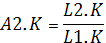 A2.K = L2.K / L1.K